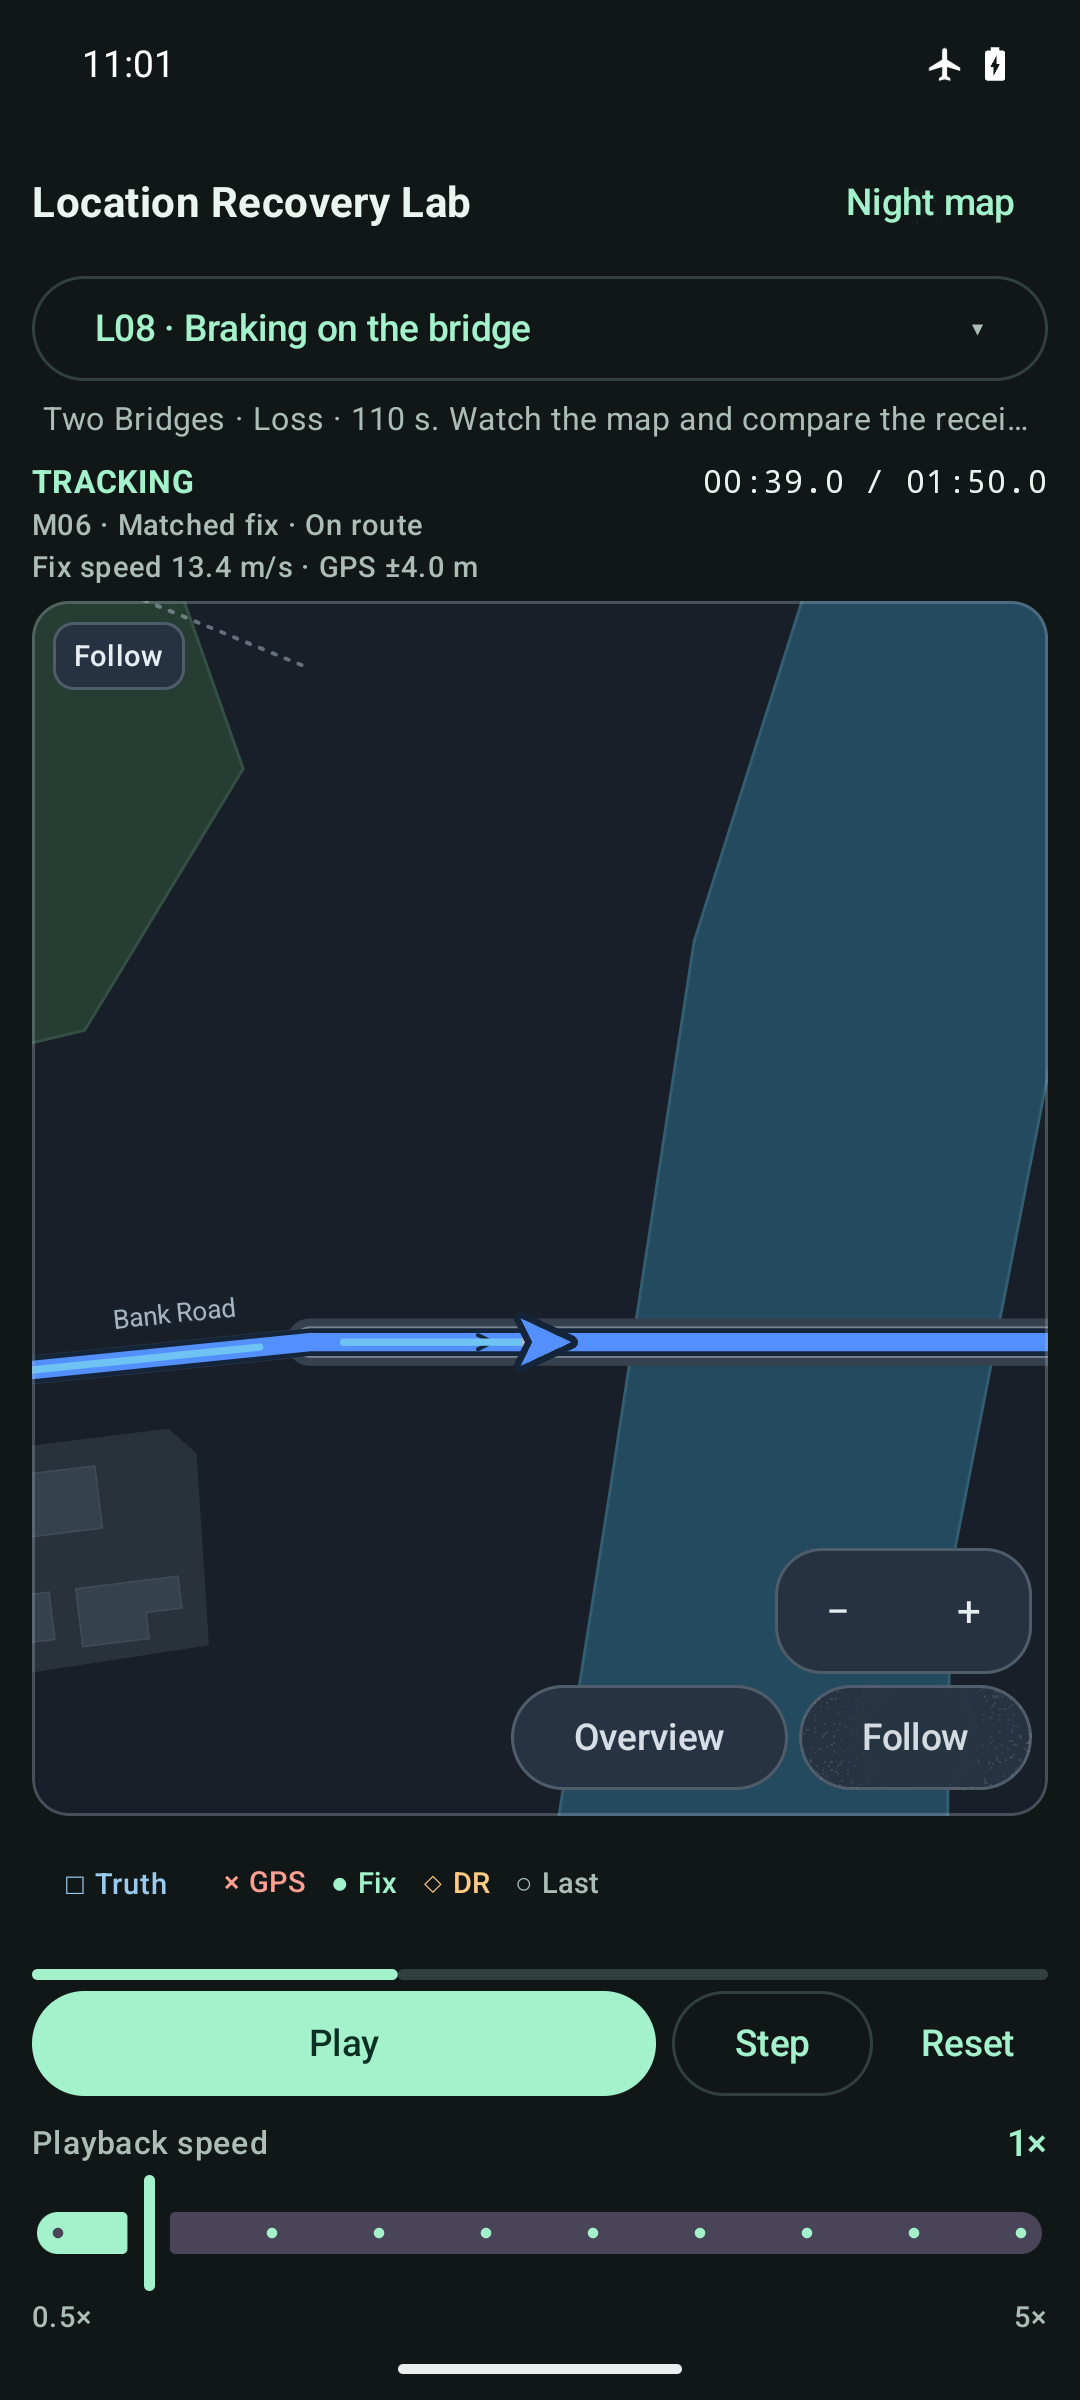 11:01
Location Recovery Lab
Night map
L08 · Braking on the bridge
▾
Two Bridges · Loss · 110 s. Watch the map and compare the recei…
TRACKING
00:39.0 / 01:50.0
M06 · Matched fix · On route
Fix speed 13.4 m/s · GPS ±4.0 m
Follow
Bank Road
− +
Overview
Follow
□ Truth × GPS ● Fix ◇ DR ○ Last
Play
Step
Reset
Playback speed
1×
0.5×
5×